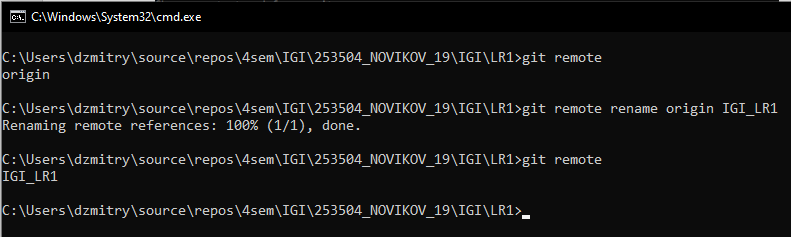 C:\Windows\System32\cmd.exe
C:\Users\dzmitry\source\repos\4sem\IGI\253504_NOVIKOV_19\IGI\LR1>git remote
origin
C:\Users\dzmitry\source\repos\4sem\IGI\253504_NOVIKOV_19\IGI\LR1>git remote rename origin IGI_LR1
Renaming remote references: 100% (1/1), done.
C:\Users\dzmitry\source\repos\4sem\IGI\253504_NOVIKOV_19\IGI\LR1>git remote
IGI_LR1
C:\Users\dzmitry\source\repos\4sem\IGI\253504_NOVIKOV_19\IGI\LR1>